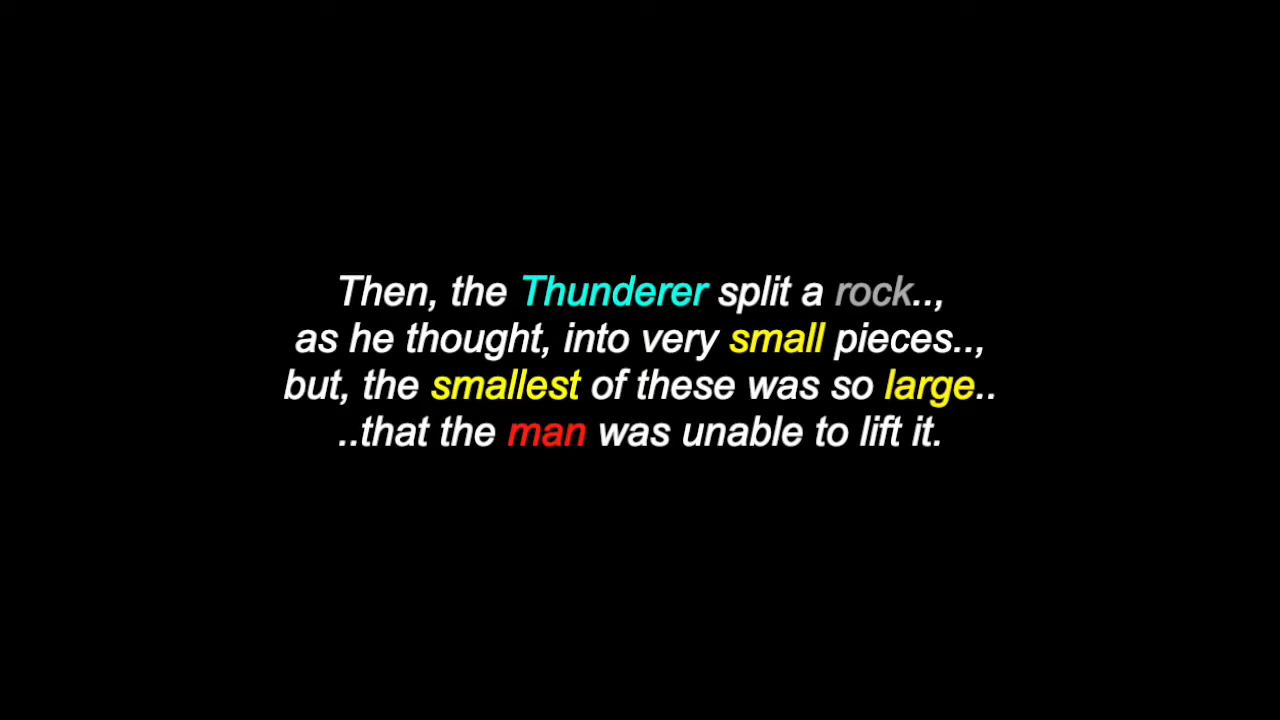 Then, the Thunderer split a rock..,
as he thought, into very small pieces..,
but, the smallest of these was so large..
..that the man was unable to lift it.